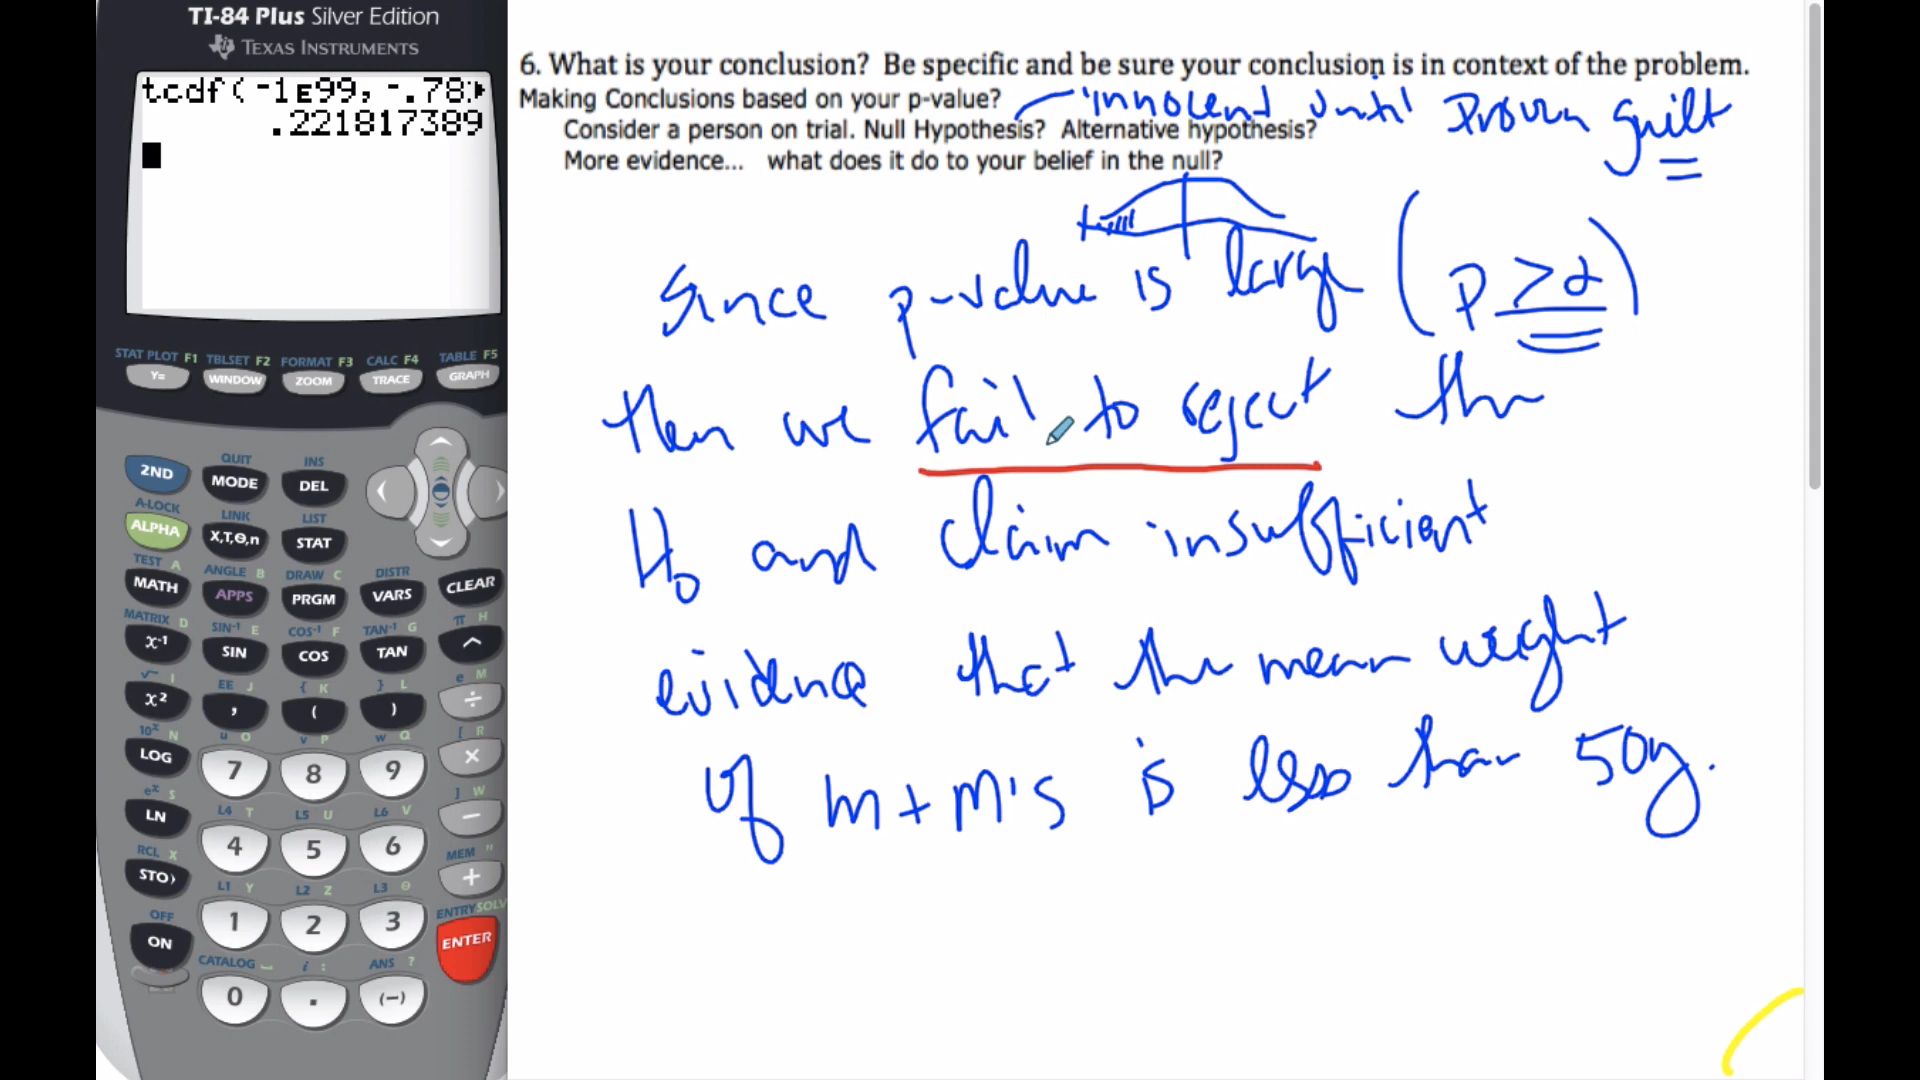 TI-84 Plus Silver Edition
TEXAS INSTRUMENTS
tcdf(-1E99,-.78
.221817389
STAT PLOT F1 TBLSET F2 FORMAT F3 CALC F4 TABLE F5
Y= WINDOW ZOOM TRACE GRAPH
QUIT INS
2ND MODE DEL
A-LOCK LINK LIST
ALPHA X,T,Θ,n STAT
TEST A ANGLE B DRAW C DISTR
MATH APPS PRGM VARS CLEAR
MATRIX D SIN-1 E COS-1 F TAN-1 G π H
x-1 SIN COS TAN ^
√ I EE J { K } L e M
x2 , ( ) ÷
10x N u O v P w Q [ R
LOG 7 8 9 ×
ex S L4 T L5 U L6 V ] W
LN 4 5 6 −
RCL X L1 Y L2 Z L3 θ MEM "
STO› 1 2 3 +
OFF ENTRY SOLV
ON ENTER
CATALOG i : ANS ?
0 . (−)
6. What is your conclusion? Be specific and be sure your conclusion is in context of the problem.
Making Conclusions based on your p-value?
innocent until proven guilt
Consider a person on trial. Null Hypothesis? Alternative hypothesis?
More evidence... what does it do to your belief in the null?
Since p-value is large (p > α)
then we fail to reject the
H0 and claim insufficient
evidence that the mean weight
of m+m's is less than 50g.